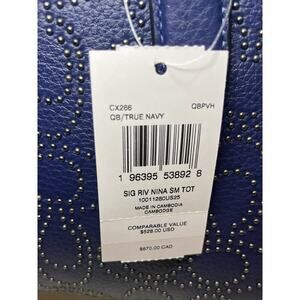 CX266 QBPVH
QB/TRUE NAVY
1 96395 53892 8
SIG RIV NINA SM TOT
10011260US25
MADE IN CAMBODIA
CAMBODGE
COMPARABLE VALUE
$528.00 USD
$670.00 CAD